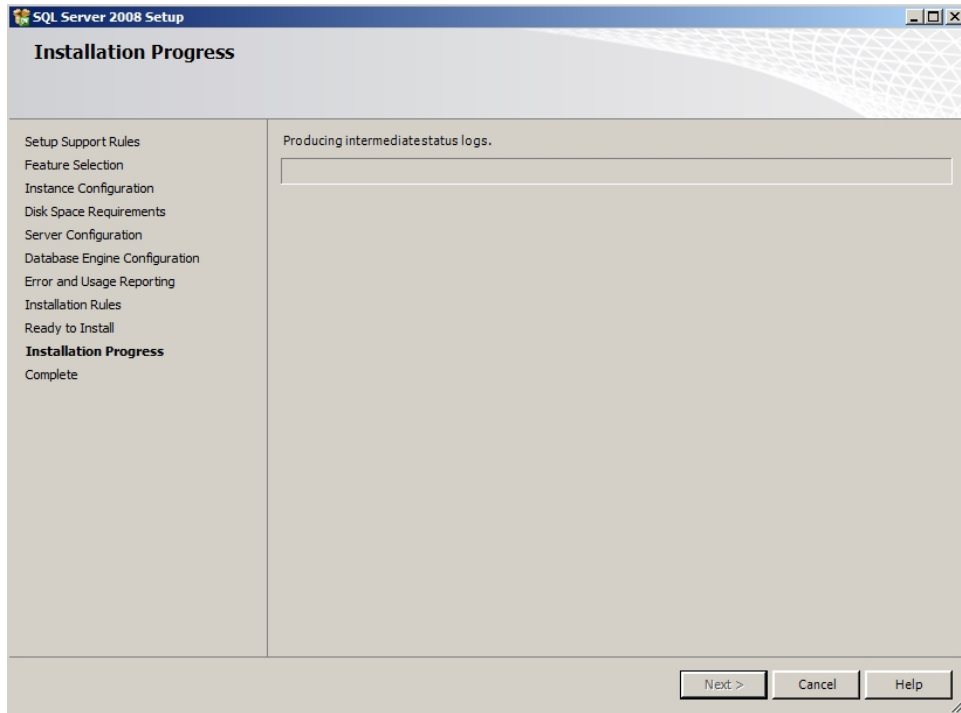 SQL Server 2008 Setup
Installation Progress
Setup Support Rules
Feature Selection
Instance Configuration
Disk Space Requirements
Server Configuration
Database Engine Configuration
Error and Usage Reporting
Installation Rules
Ready to Install
Installation Progress
Complete
Producing intermediatestatus logs.
Next >
Cancel
Help